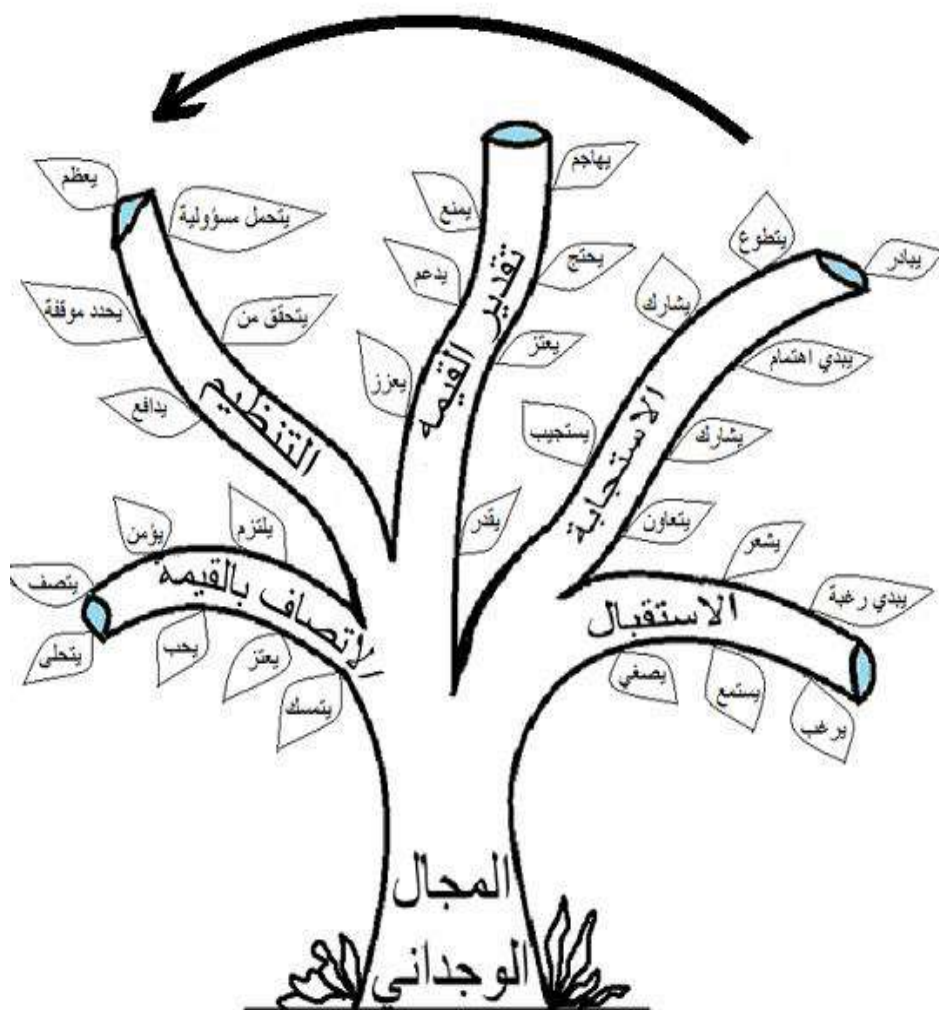 يهاجم
يمنع
يحتج
يدعم
يعتز
يعزز
يقدر
تقدير القيمه
يتطوع
يبادر
يشارك
يبدي اهتمام
يشارك
يستجيب
يتعاون
الاستجابة
يشعر
يبدي رغبة
يصغي
يستمع
يرغب
الاستقبال
يعظم
يتحمل مسؤولية
يحدد موقفة
يتحقق من
يدافع
التنظيم
يلتزم
يؤمن
يتصف
يتحلى
يحب
يعتز
يتمسك
الاتصاف بالقيمة
المجال
الوجداني